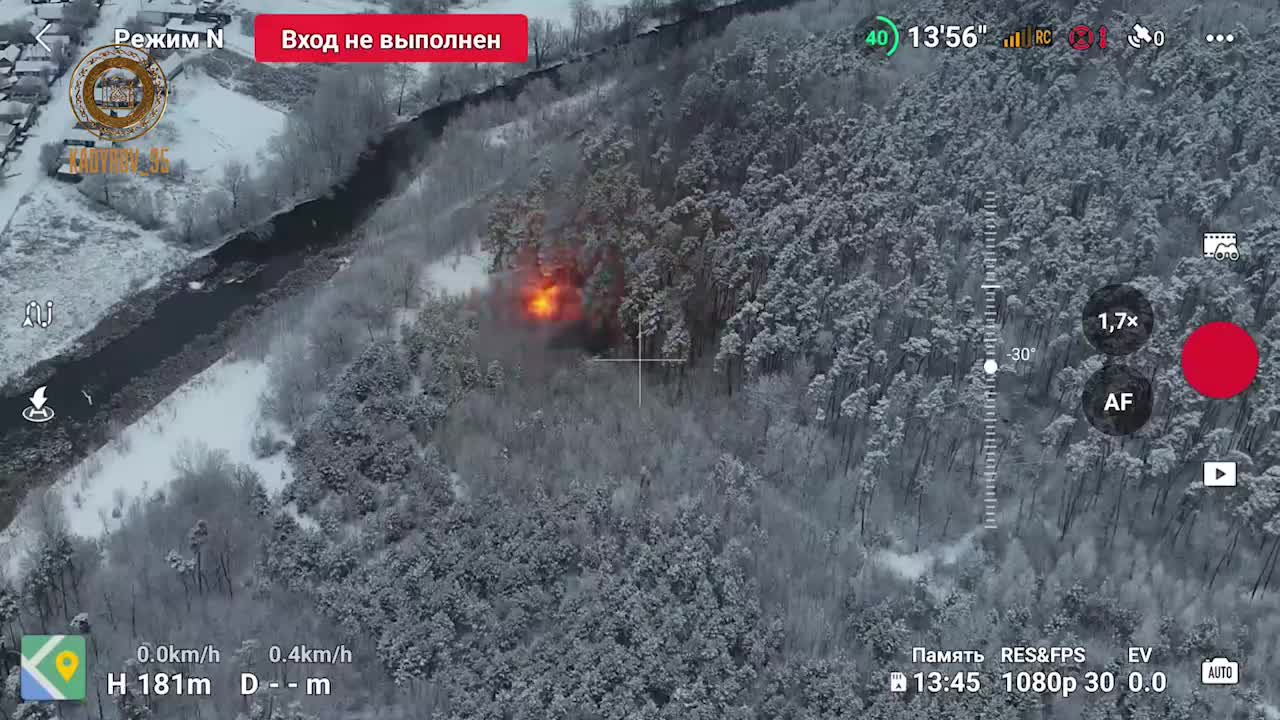 Режим N
Вход не выполнен
40
13'56"
RC
0
KADYROV_95
-30°
1,7×
AF
0.0km/h
0.4km/h
H 181m
D - - m
Память
RES&FPS
EV
13:45
1080p 30
0.0
AUTO